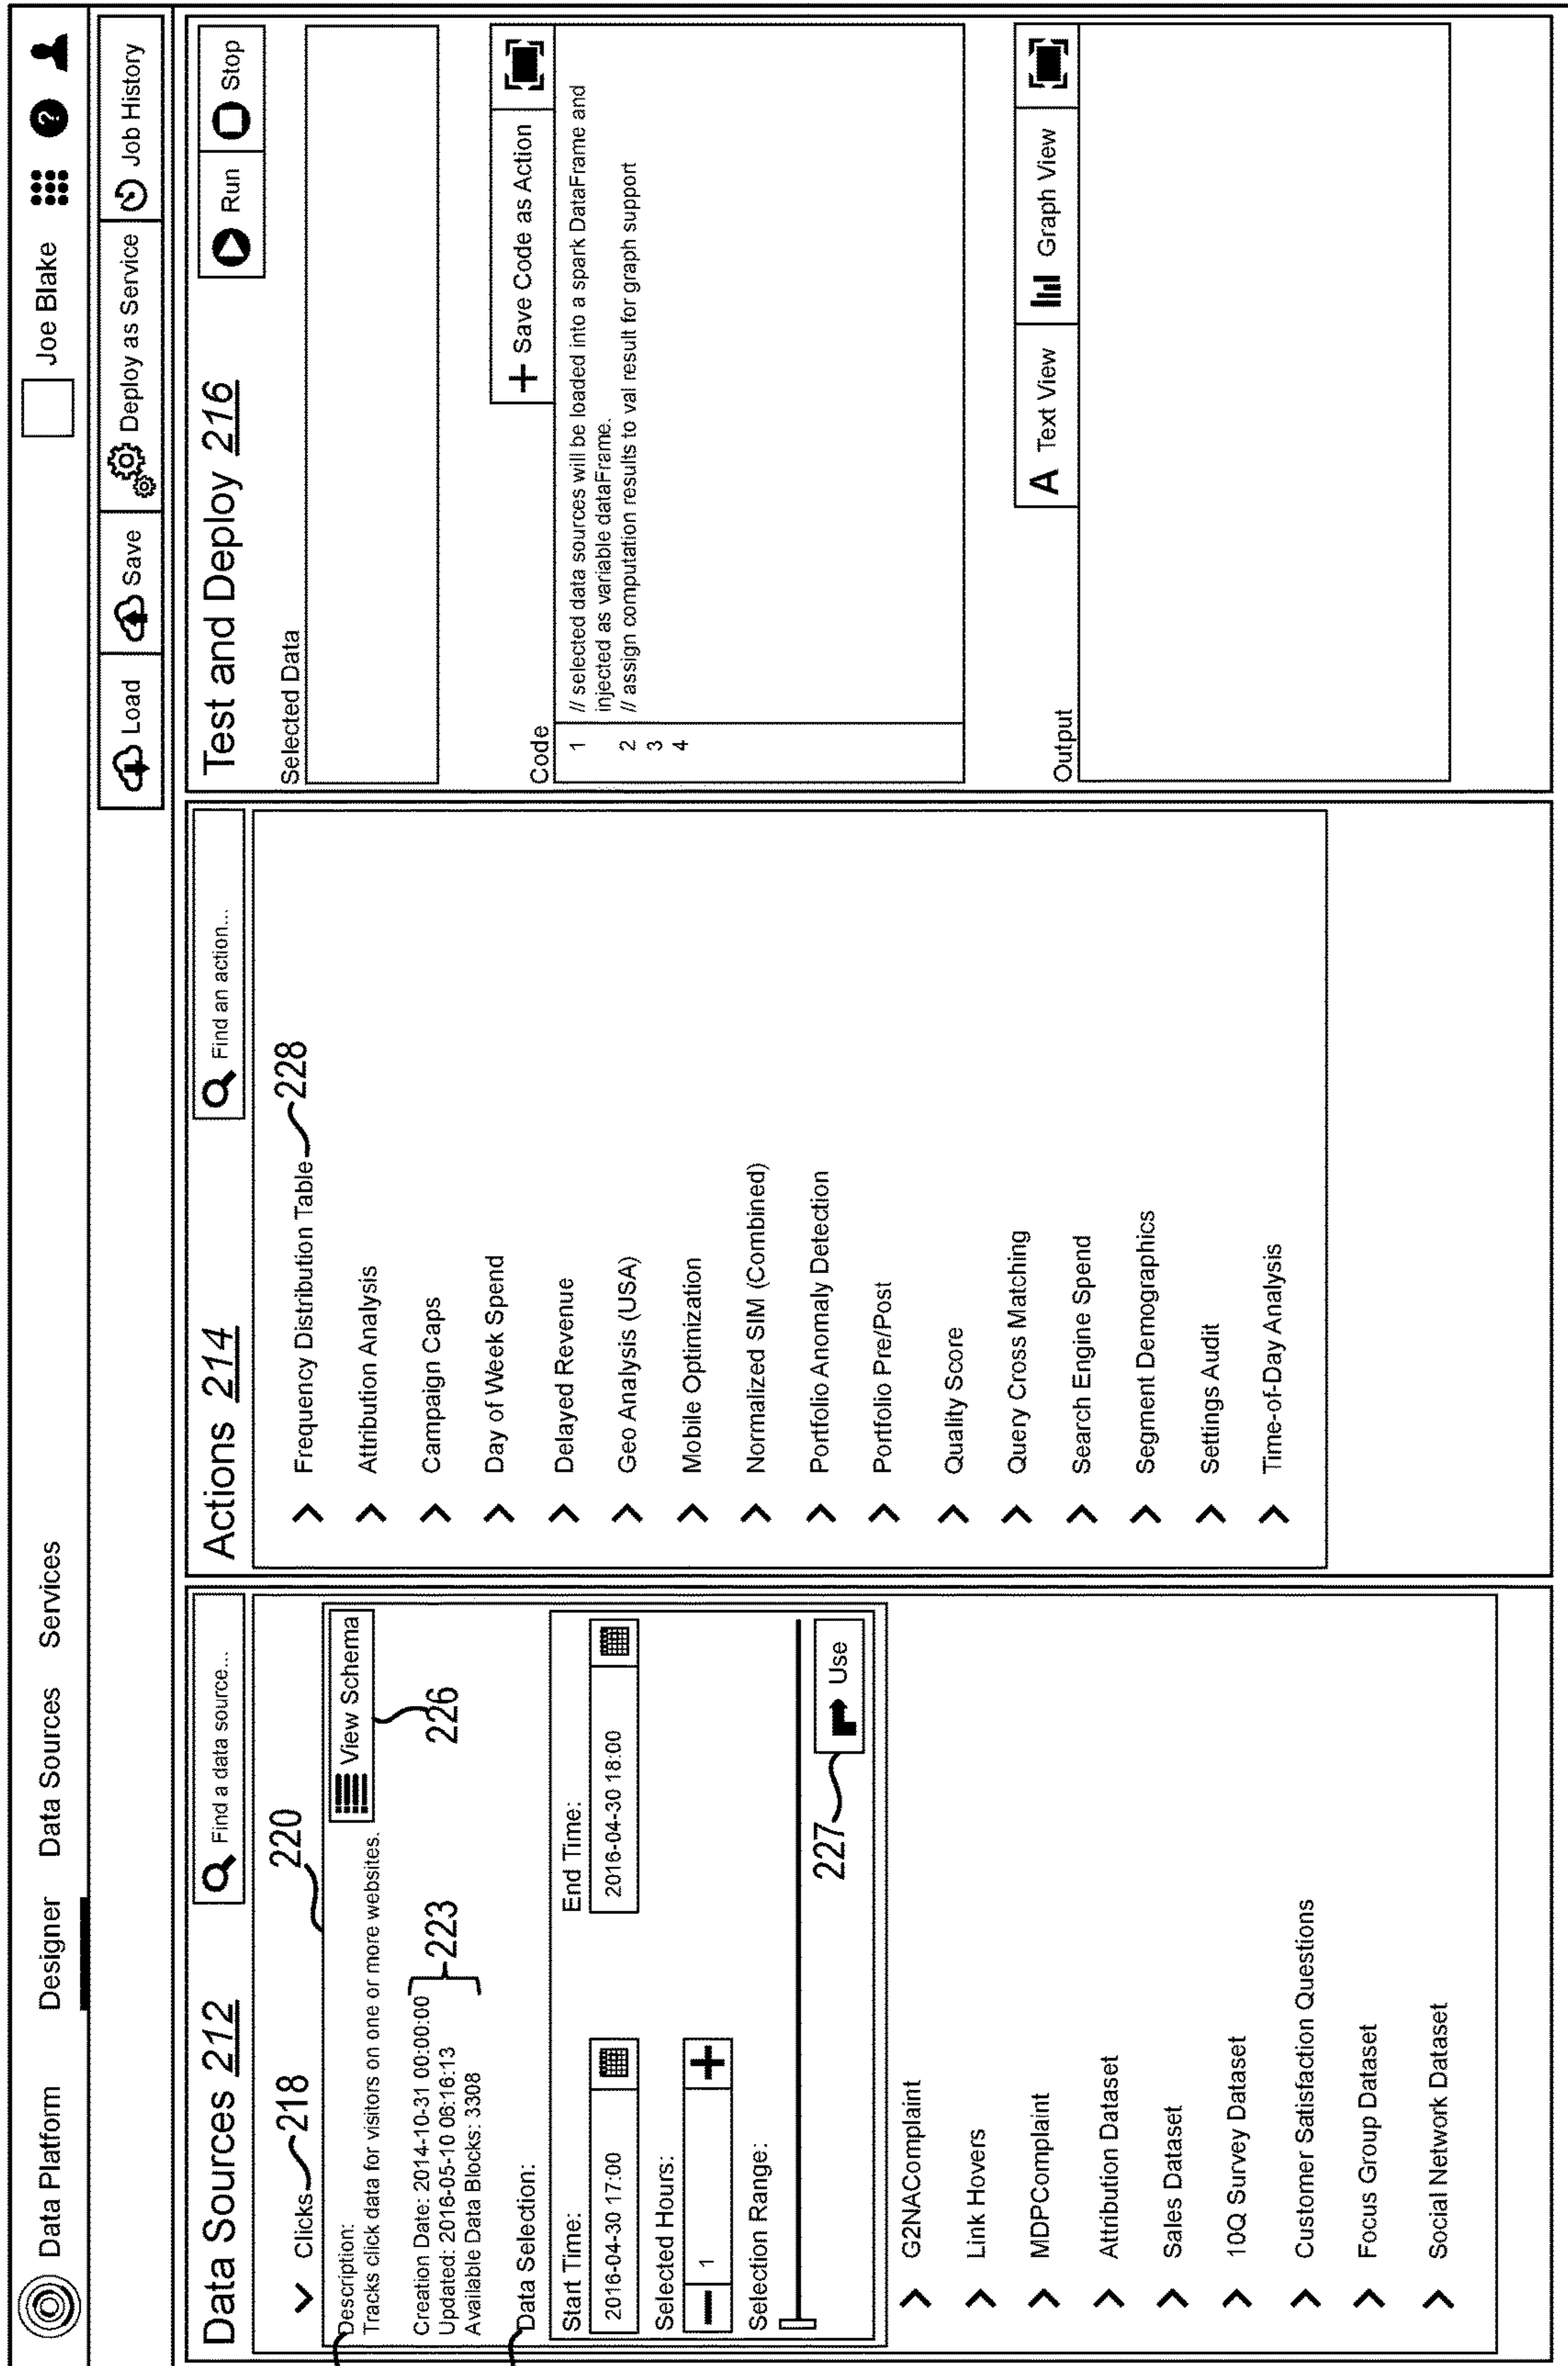 Data Platform Designer Data Sources Services Joe Blake ?
Load Save Deploy as Service Job History
Data Sources 212 Find a data source...
Clicks 218
220
Description:
Tracks click data for visitors on one or more websites.
View Schema
226
Creation Date: 2014-10-31 00:00:00
Updated: 2016-05-10 06:16:13
Available Data Blocks: 3308
223
Data Selection:
Start Time: End Time:
2016-04-30 17:00 2016-04-30 18:00
Selected Hours:
1
Selection Range:
227 Use
G2NAComplaint
Link Hovers
MDPComplaint
Attribution Dataset
Sales Dataset
10Q Survey Dataset
Customer Satisfaction Questions
Focus Group Dataset
Social Network Dataset
Actions 214 Find an action...
Frequency Distribution Table 228
Attribution Analysis
Campaign Caps
Day of Week Spend
Delayed Revenue
Geo Analysis (USA)
Mobile Optimization
Normalized SIM (Combined)
Portfolio Anomaly Detection
Portfolio Pre/Post
Quality Score
Query Cross Matching
Search Engine Spend
Segment Demographics
Settings Audit
Time-of-Day Analysis
Test and Deploy 216 Run Stop
Selected Data
Code + Save Code as Action
1 // selected data sources will be loaded into a spark DataFrame and
injected as variable dataFrame.
2 // assign computation results to val result for graph support
3
4
Output A Text View Graph View